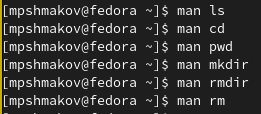 [mpshmakov@fedora ~]$ man ls
[mpshmakov@fedora ~]$ man cd
[mpshmakov@fedora ~]$ man pwd
[mpshmakov@fedora ~]$ man mkdir
[mpshmakov@fedora ~]$ man rmdir
[mpshmakov@fedora ~]$ man rm